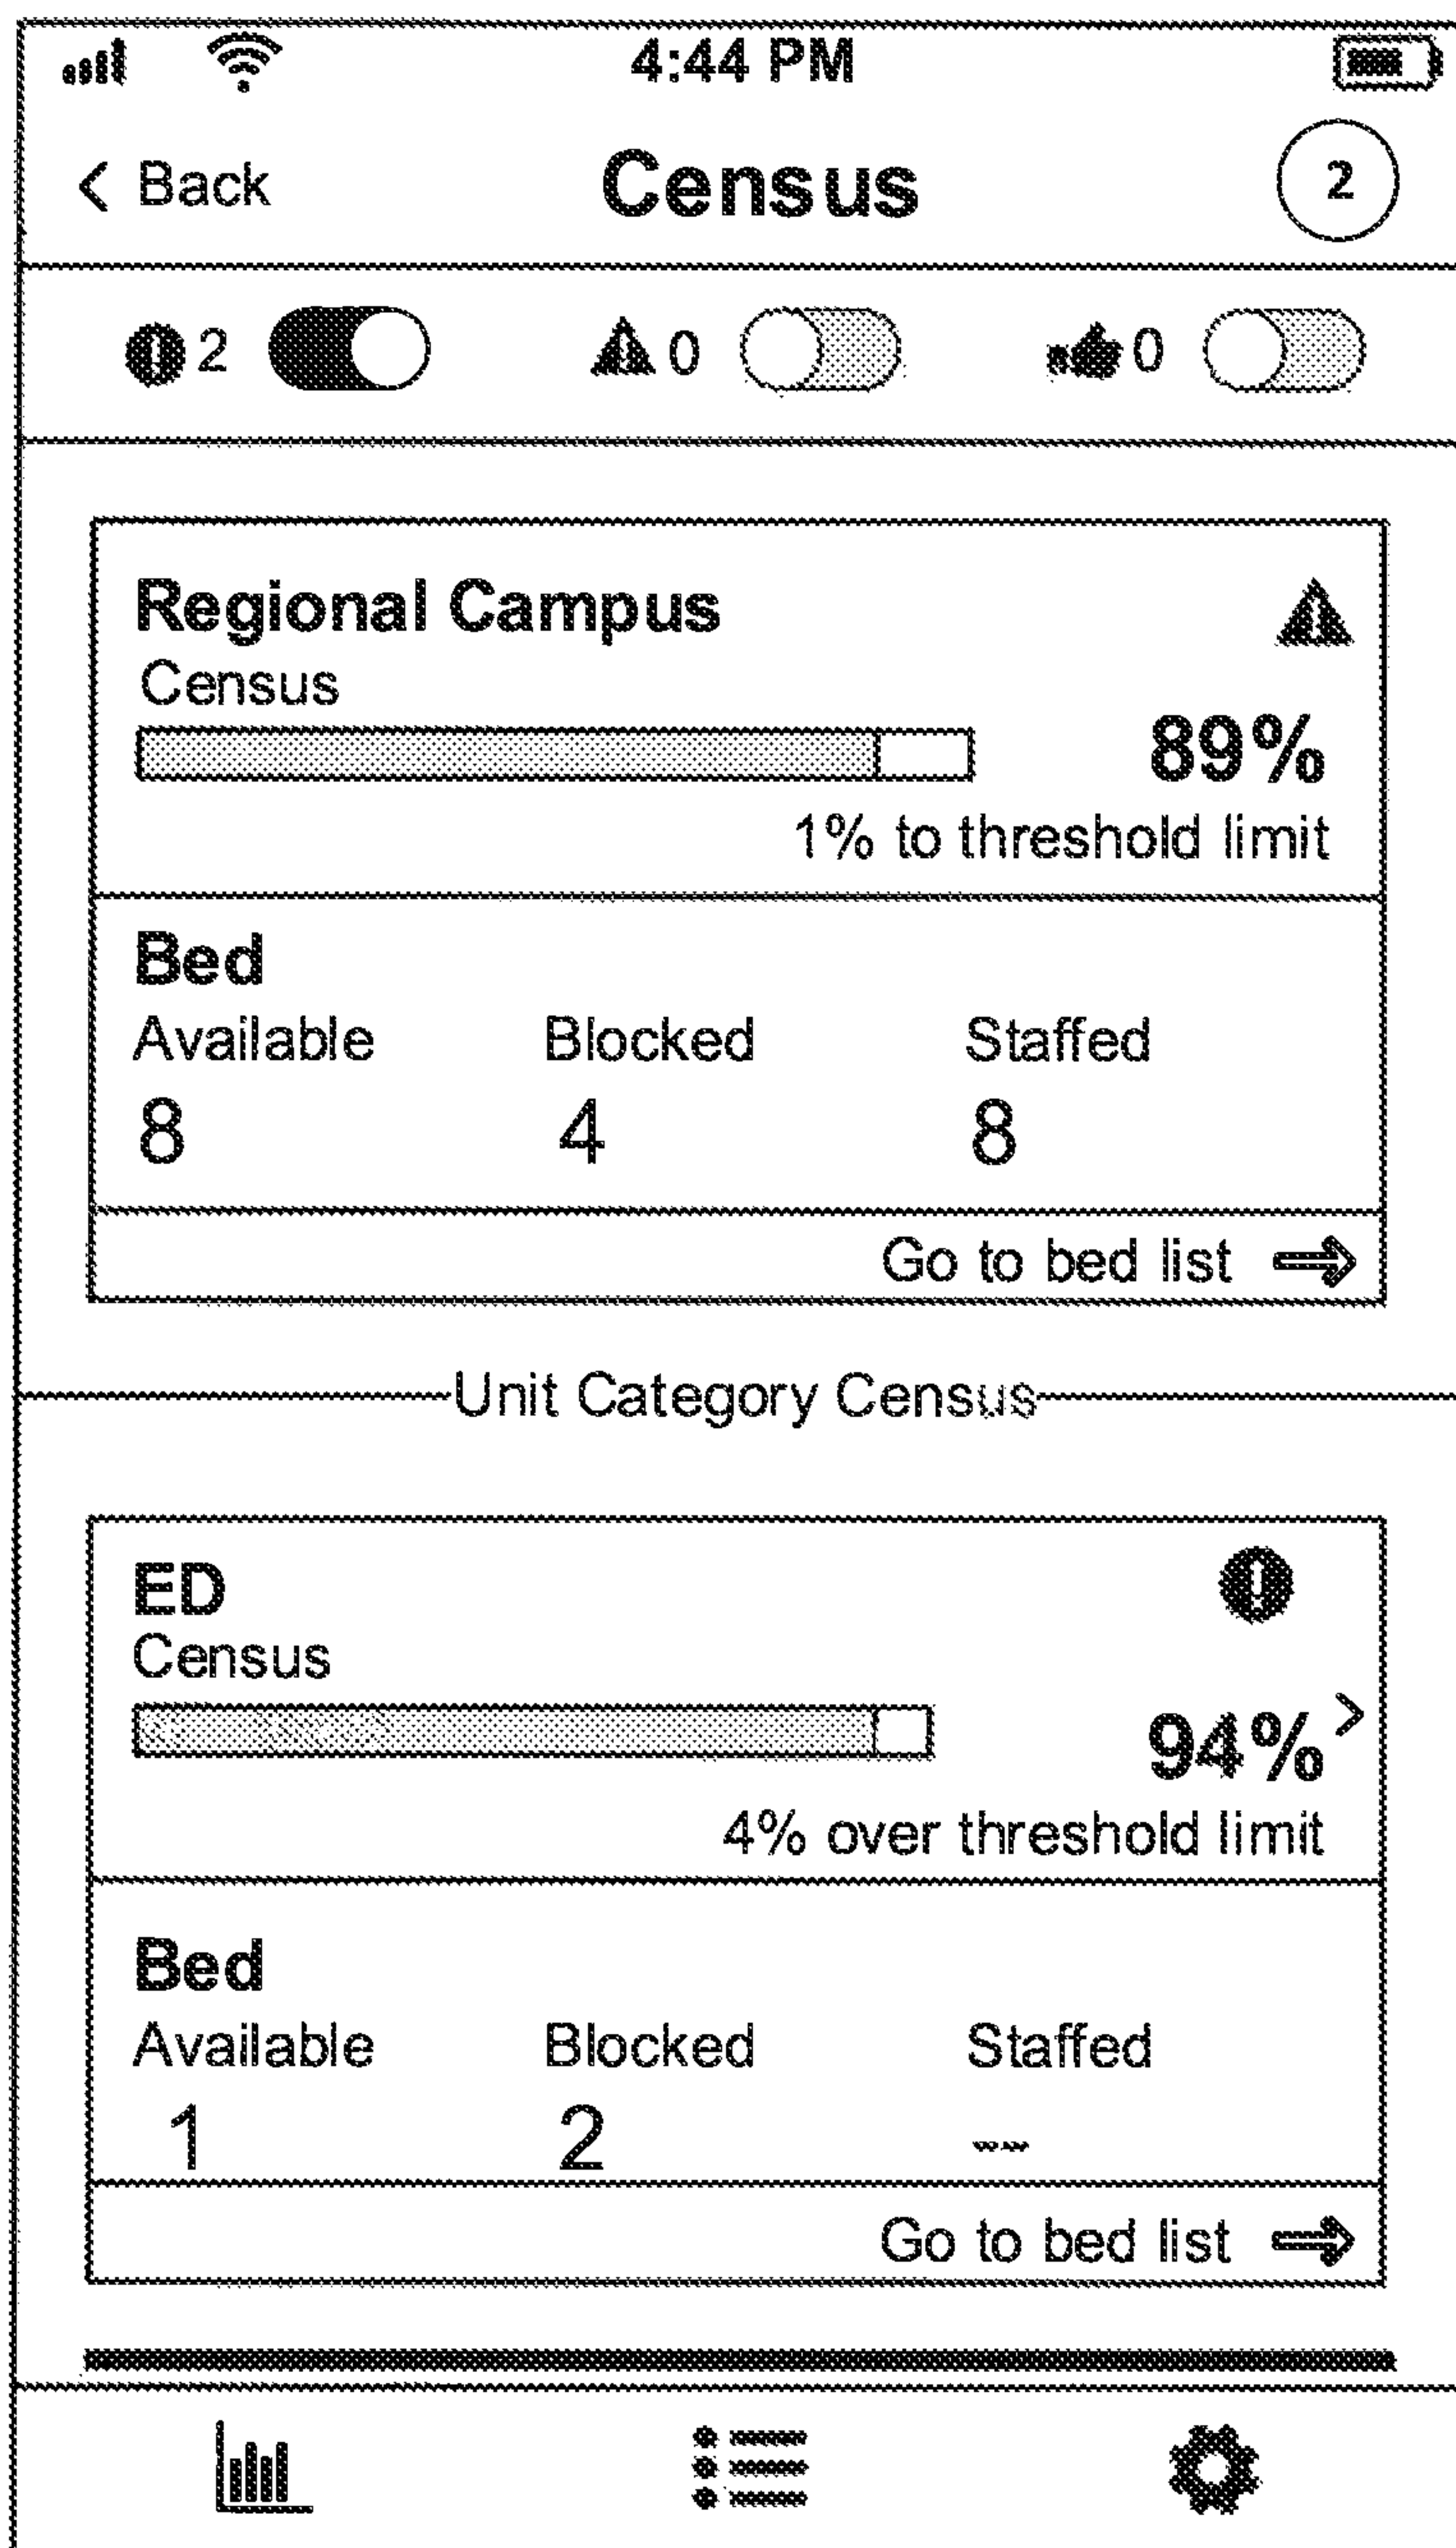 4:44 PM
< Back Census 2
2 0 0
Regional Campus
Census
89%
1% to threshold limit
Bed
Available Blocked Staffed
8 4 8
Go to bed list
Unit Category Census
ED
Census
94% >
4% over threshold limit
Bed
Available Blocked Staffed
1 2 --
Go to bed list